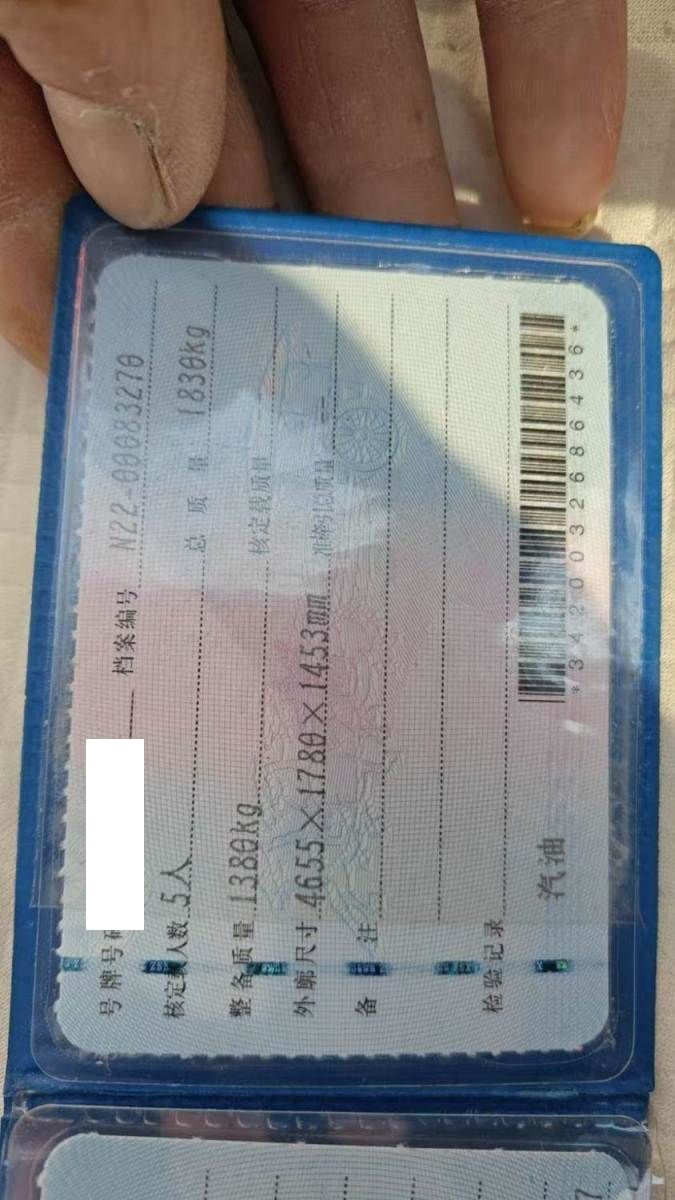 号牌号码 档案编号 N22-00683270
核定载人数 5人 总质量 1830kg
整备质量 1380kg 核定载质量
外廓尺寸 4655×1780×1453mm 准牵引总质量 --
备注
检验记录
汽油
*3420003268 6436*